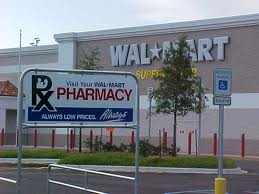 WAL★MART
SUPERCENTER
Visit Your WAL-MART
Rx PHARMACY
ALWAYS LOW PRICES. Always